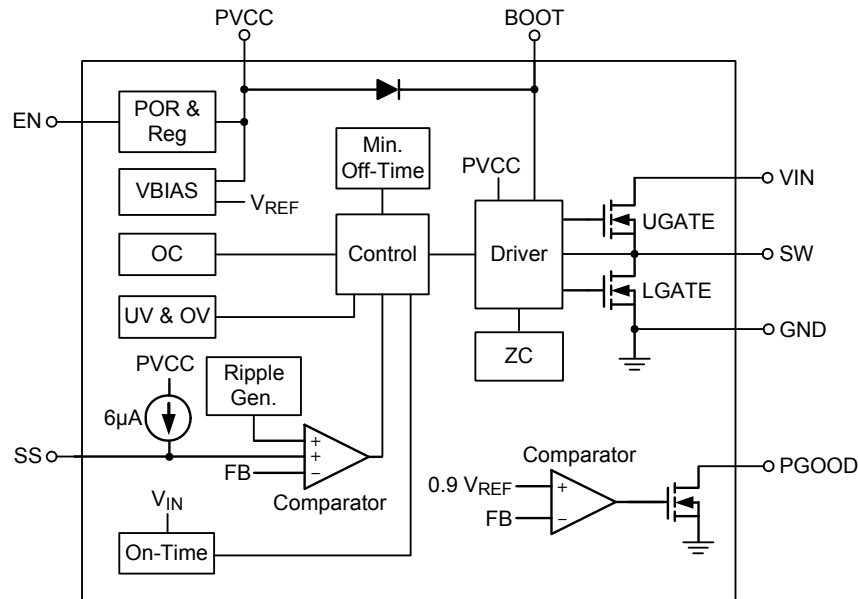 PVCC
BOOT
EN
POR &
Reg
Min.
Off-Time
PVCC
VIN
VBIAS
VREF
UGATE
OC
Control
Driver
SW
LGATE
UV & OV
GND
ZC
PVCC
Ripple
Gen.
6µA
SS
+
+
FB
−
Comparator
Comparator
PGOOD
0.9 VREF
+
FB
−
VIN
On-Time